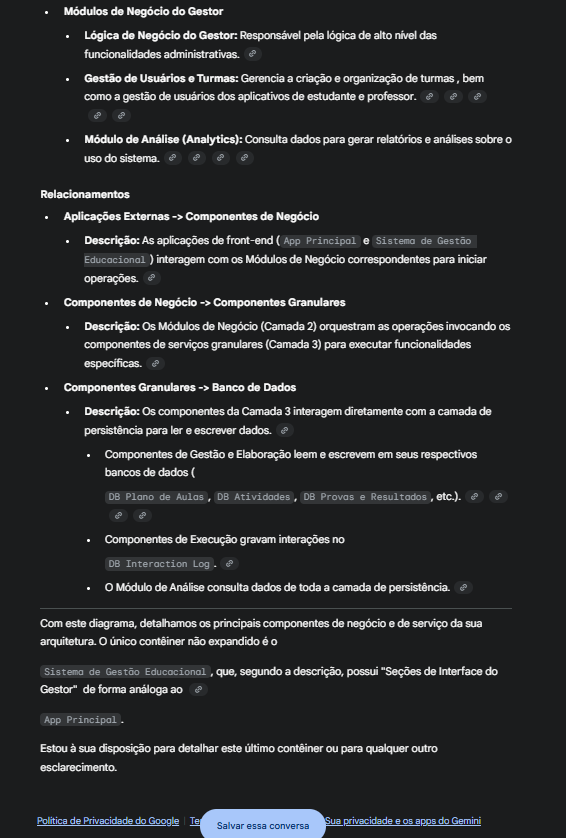 Módulos de Negócio do Gestor
Lógica de Negócio do Gestor: Responsável pela lógica de alto nível das
funcionalidades administrativas.
Gestão de Usuários e Turmas: Gerencia a criação e organização de turmas , bem
como a gestão de usuários dos aplicativos de estudante e professor.
Módulo de Análise (Analytics): Consulta dados para gerar relatórios e análises sobre o
uso do sistema.
Relacionamentos
Aplicações Externas -> Componentes de Negócio
Descrição: As aplicações de front-end ( App Principal e Sistema de Gestão
Educacional ) interagem com os Módulos de Negócio correspondentes para iniciar
operações.
Componentes de Negócio -> Componentes Granulares
Descrição: Os Módulos de Negócio (Camada 2) orquestram as operações invocando os
componentes de serviços granulares (Camada 3) para executar funcionalidades
específicas.
Componentes Granulares -> Banco de Dados
Descrição: Os componentes da Camada 3 interagem diretamente com a camada de
persistência para ler e escrever dados.
Componentes de Gestão e Elaboração leem e escrevem em seus respectivos
bancos de dados (
DB Plano de Aulas , DB Atividades , DB Provas e Resultados , etc.).
Componentes de Execução gravam interações no
DB Interaction Log .
O Módulo de Análise consulta dados de toda a camada de persistência.
Com este diagrama, detalhamos os principais componentes de negócio e de serviço da sua
arquitetura. O único contêiner não expandido é o
Sistema de Gestão Educacional , que, segundo a descrição, possui "Seções de Interface do
Gestor" de forma análoga ao
App Principal .
Estou à sua disposição para detalhar este último contêiner ou para qualquer outro
esclarecimento.
Política de Privacidade do Google Salvar essa conversa Sua privacidade e os apps do Gemini